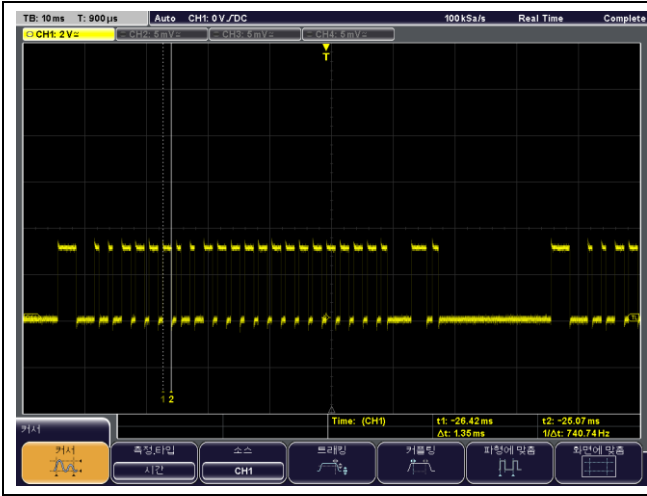 TB: 10 ms T: 900 µs Auto CH1: 0 V / DC 100 kSa/s Real Time Complete
CH1: 2 V= CH2: 5 mV= CH3: 5 mV= CH4: 5 mV=
T
1 2
커서
Time: (CH1) t1: -26.42 ms t2: -25.07 ms
Δt: 1.35 ms 1/Δt: 740.74 Hz
커서 측정,타입 소스 트래킹 커플링 파형에 맞춤 화면에 맞춤
시간 CH1